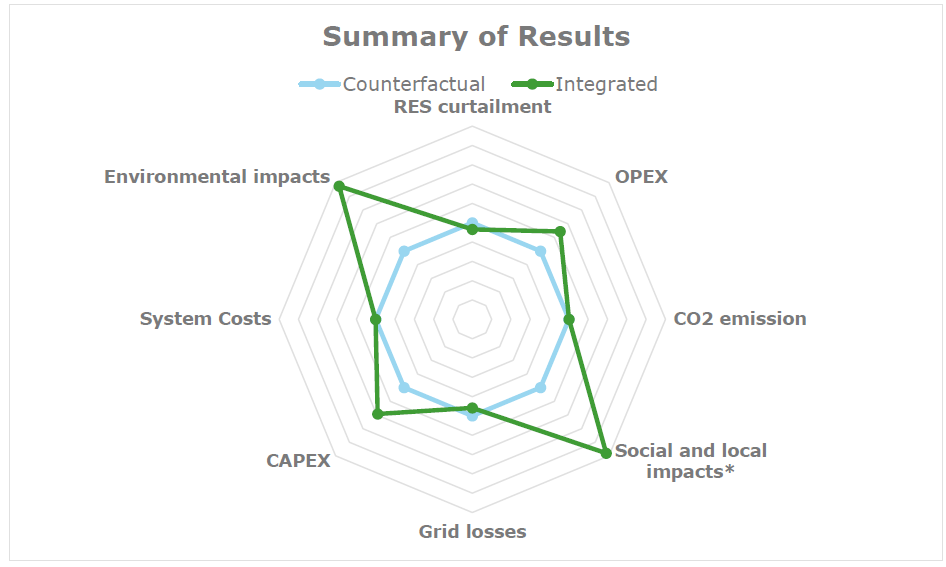 Summary of Results
Counterfactual
Integrated
RES curtailment
Environmental impacts
OPEX
System Costs
CO2 emission
Social and local
impacts*
CAPEX
Grid losses